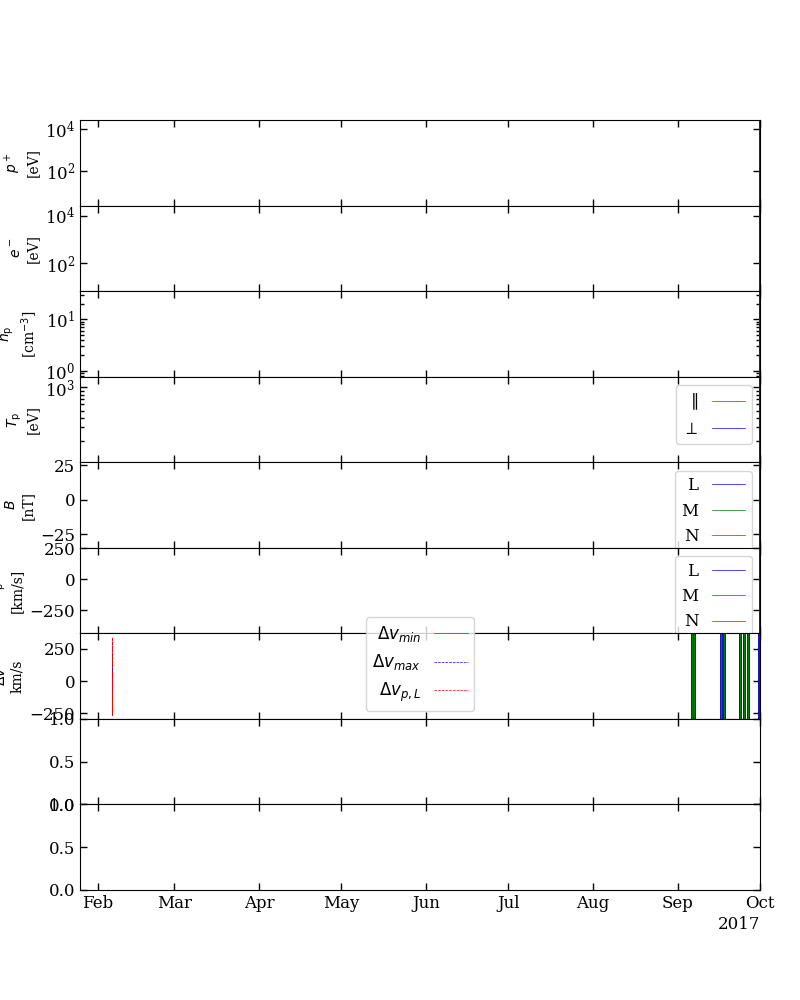 10⁴
10²
p⁺
[eV]
10⁴
10²
e⁻
[eV]
10¹
10⁰
nₚ
[cm⁻³]
10³
Tₚ
[eV]
∥
⊥
25
0
−25
B
[nT]
L
M
N
250
0
−250
p
[km/s]
L
M
N
250
0
−250
km/s
Δv_min
Δv_max
Δv_p,L
1.0
0.5
0.0
1.0
0.5
0.0
Feb Mar Apr May Jun Jul Aug Sep Oct
2017